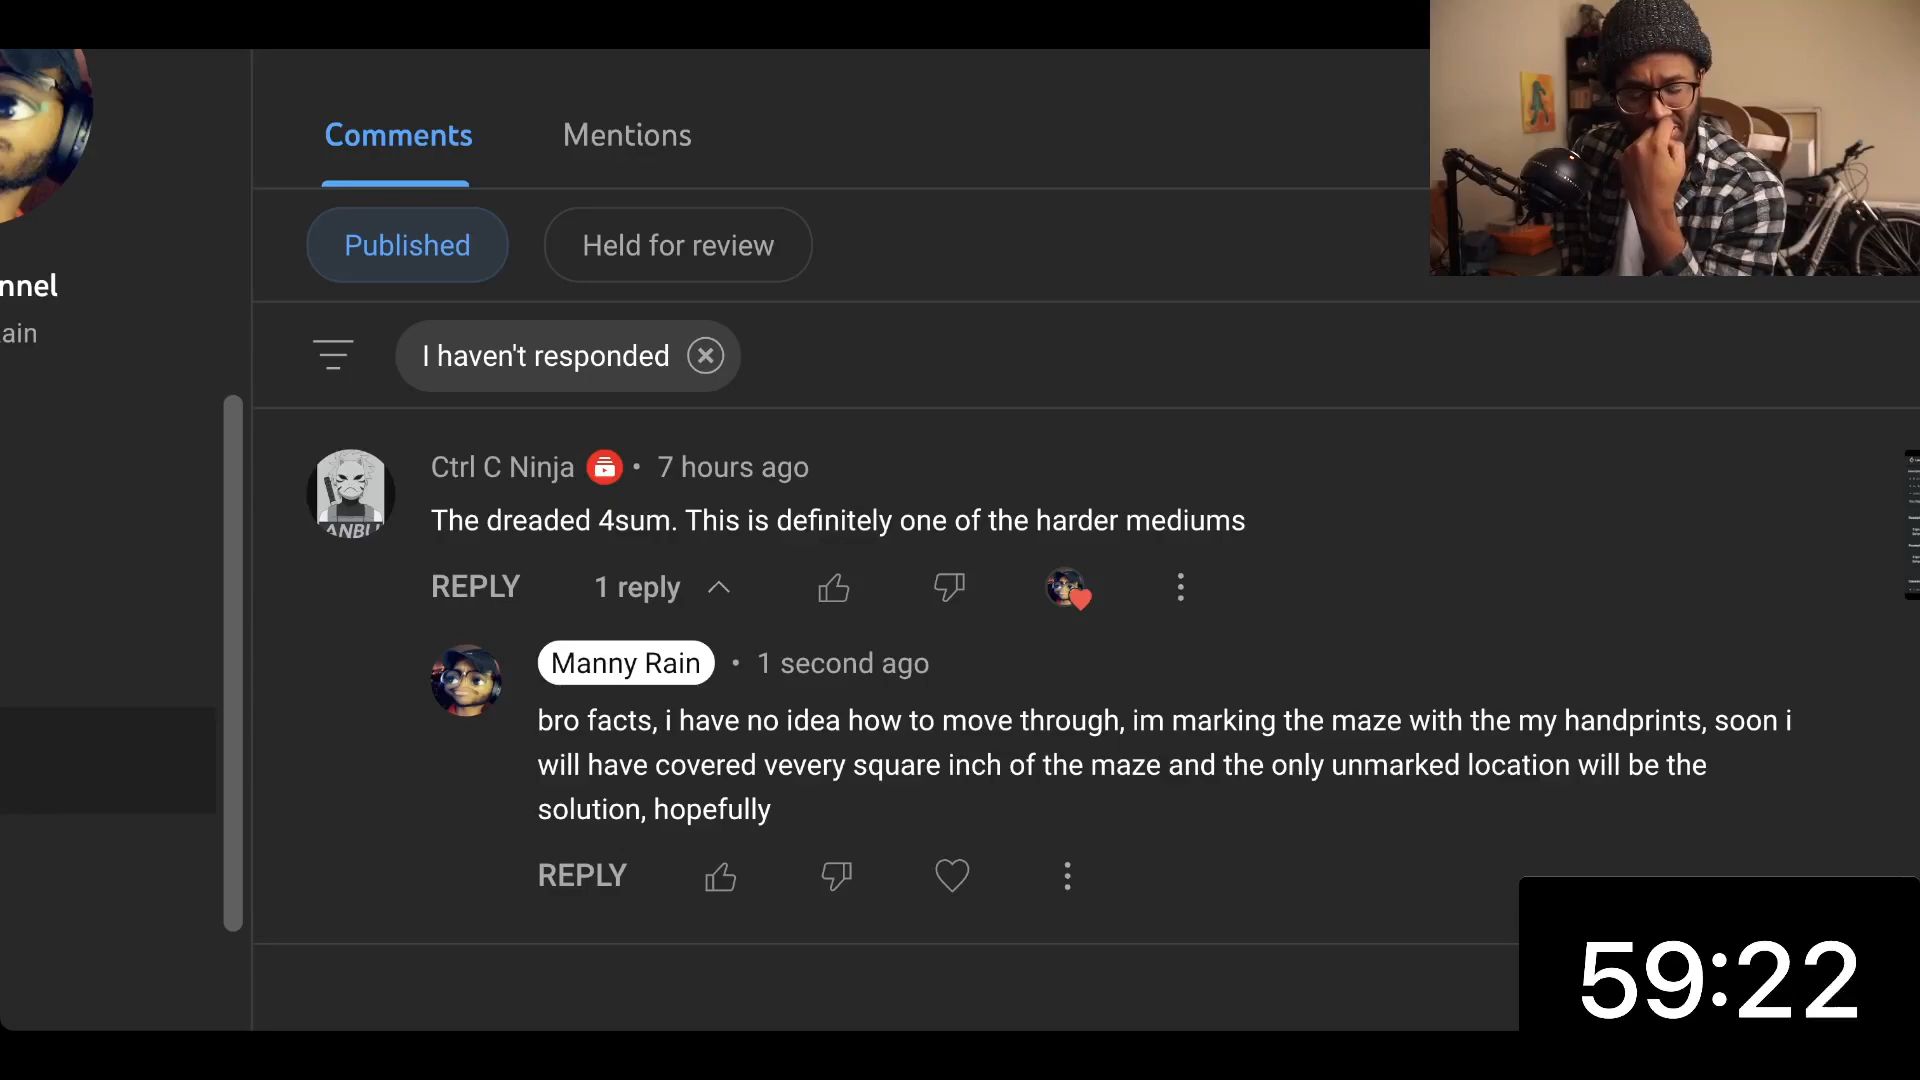 Comments
Mentions
Published
Held for review
nnel
ain
I haven't responded
Ctrl C Ninja • 7 hours ago
The dreaded 4sum. This is definitely one of the harder mediums
ANBU
REPLY
1 reply
Manny Rain • 1 second ago
bro facts, i have no idea how to move through, im marking the maze with the my handprints, soon i
will have covered vevery square inch of the maze and the only unmarked location will be the
solution, hopefully
REPLY
59:22